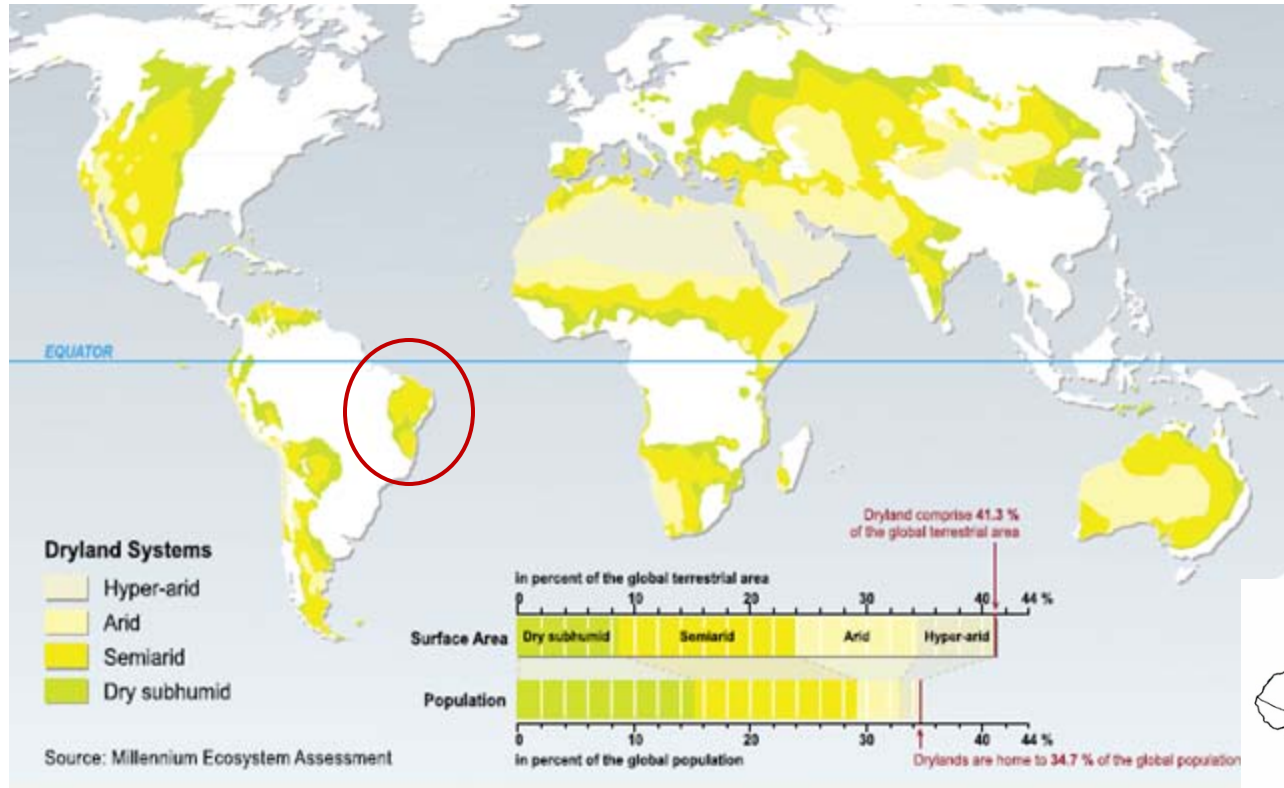 EQUATOR
Dryland Systems
Hyper-arid
Arid
Semiarid
Dry subhumid
Source: Millennium Ecosystem Assessment
Dryland comprise 41.3 %
of the global terrestrial area
in percent of the global terrestrial area
0 10 20 30 40 44 %
Surface Area Dry subhumid Semiarid Arid Hyper-arid
Population
0 10 20 30 40 44 %
in percent of the global population
Drylands are home to 34.7 % of the global population